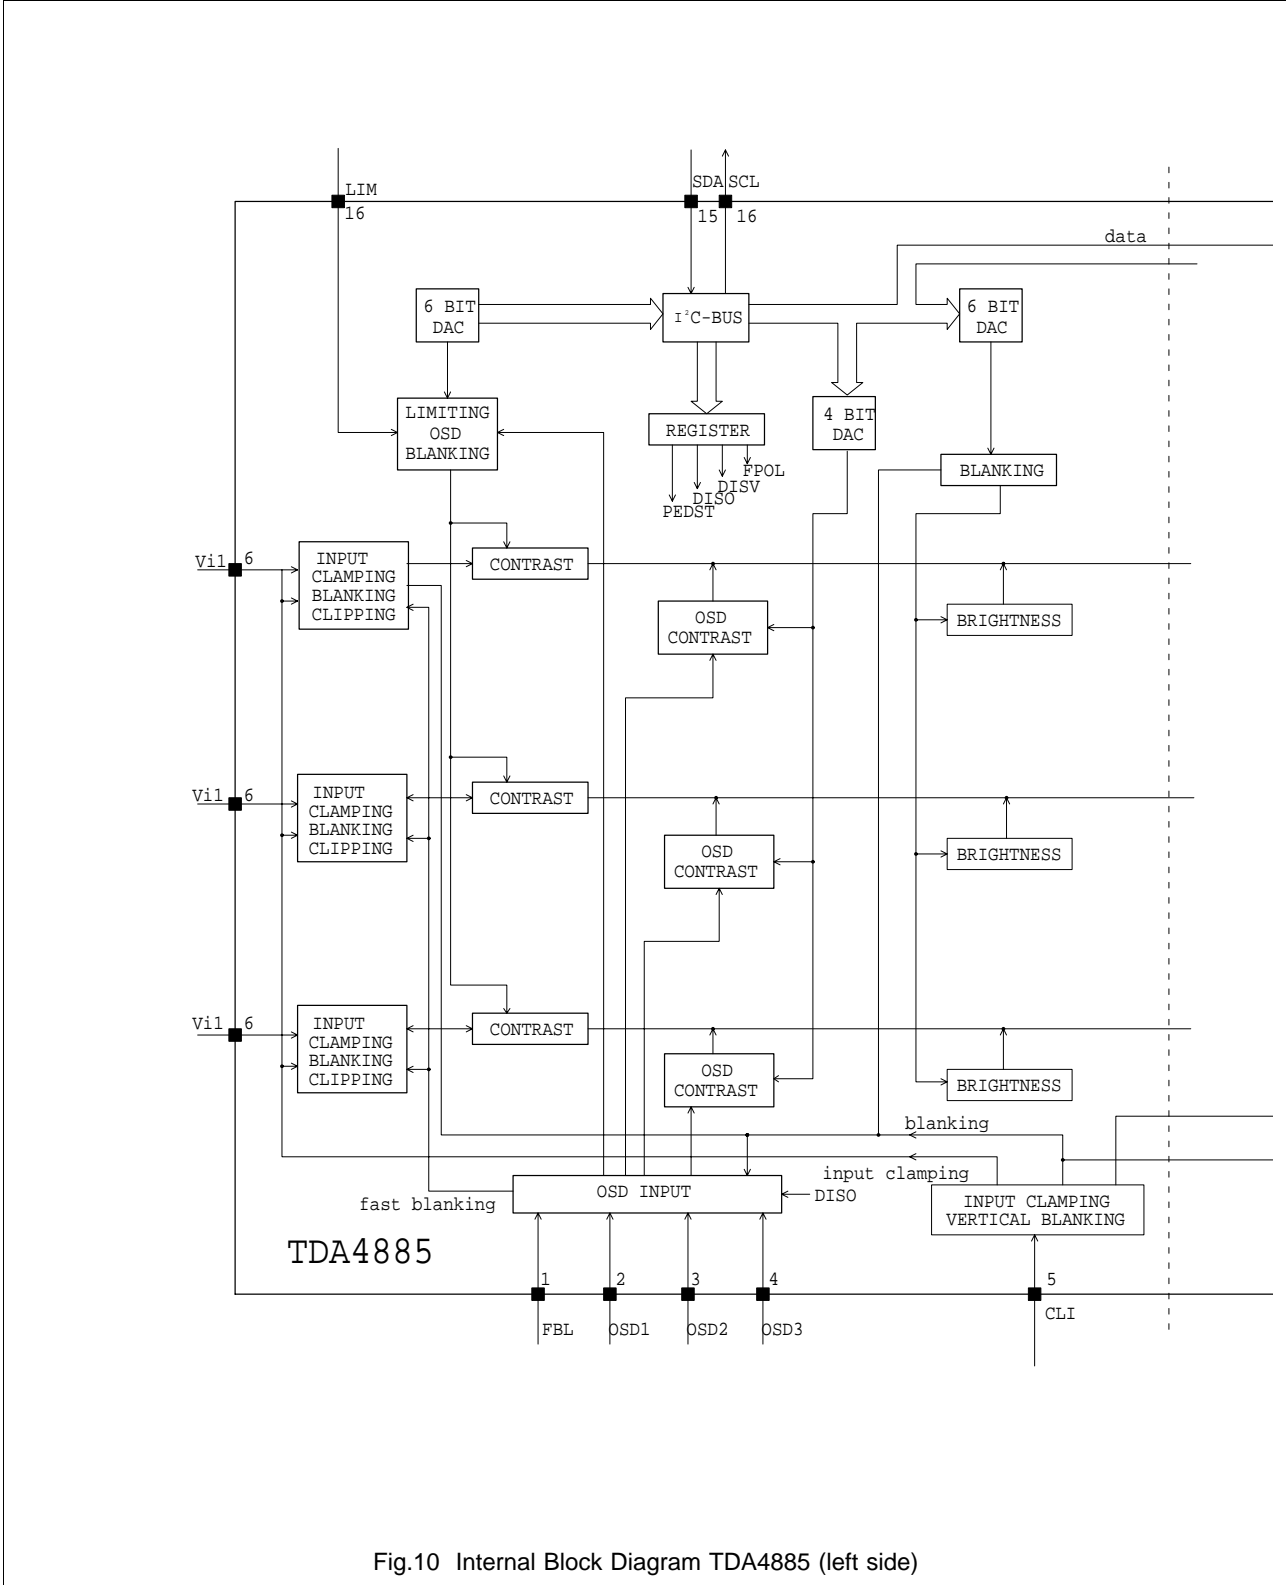 LIM
16
SDA SCL
15 16
data
6 BIT
DAC
I²C-BUS
6 BIT
DAC
LIMITING
OSD
BLANKING
REGISTER
4 BIT
DAC
FPOL
DISV
DISO
PEDST
BLANKING
Vi1 6
INPUT
CLAMPING
BLANKING
CLIPPING
CONTRAST
OSD
CONTRAST
BRIGHTNESS
Vi1 6
INPUT
CLAMPING
BLANKING
CLIPPING
CONTRAST
OSD
CONTRAST
BRIGHTNESS
Vi1 6
INPUT
CLAMPING
BLANKING
CLIPPING
CONTRAST
OSD
CONTRAST
BRIGHTNESS
blanking
input clamping
fast blanking
OSD INPUT
DISO
INPUT CLAMPING
VERTICAL BLANKING
TDA4885
1 2 3 4 5
FBL OSD1 OSD2 OSD3 CLI
Fig.10 Internal Block Diagram TDA4885 (left side)